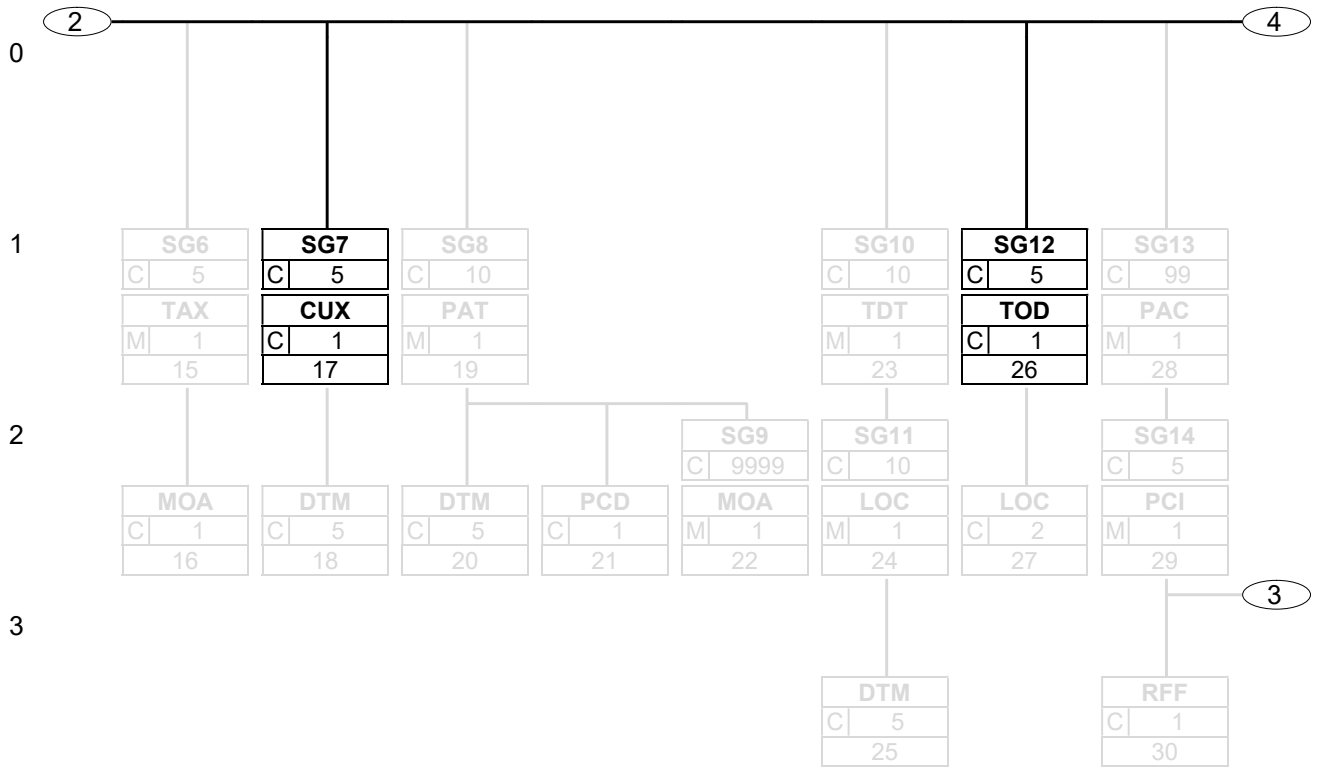 2 4
0
1 SG6 SG7 SG8 SG10 SG12 SG13
C 5 C 5 C 10 C 10 C 5 C 99
TAX CUX PAT TDT TOD PAC
M 1 C 1 M 1 M 1 C 1 M 1
15 17 19 23 26 28
2 SG9 SG11 SG14
C 9999 C 10 C 5
MOA DTM DTM PCD MOA LOC LOC PCI
C 1 C 5 C 5 C 1 M 1 M 1 C 2 M 1
16 18 20 21 22 24 27 29
3
3
DTM RFF
C 5 C 1
25 30